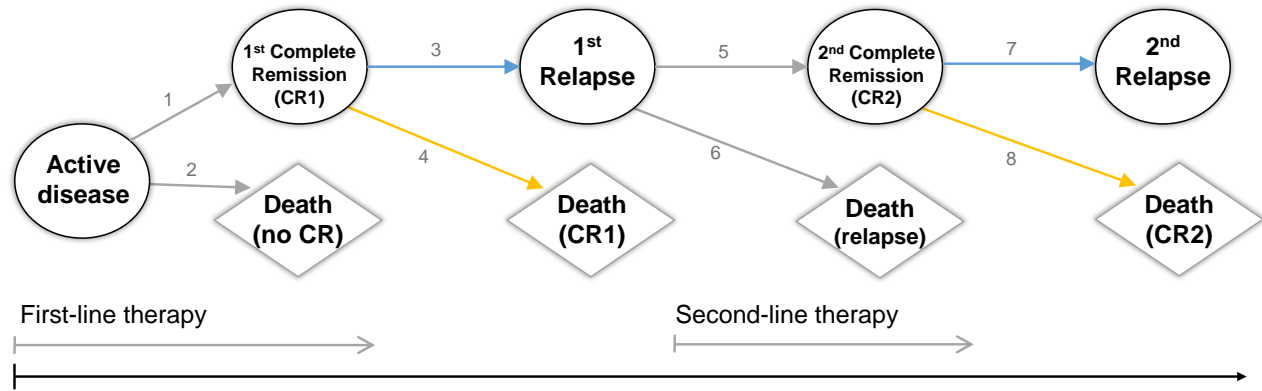 1st Complete
Remission
(CR1)
3
1st
Relapse
5
2nd Complete
Remission
(CR2)
7
2nd
Relapse
1
Active
disease
2
4
6
8
Death
(no CR)
Death
(CR1)
Death
(relapse)
Death
(CR2)
First-line therapy
Second-line therapy